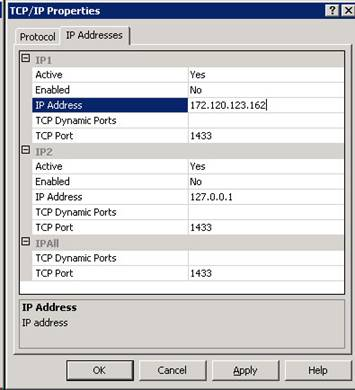 TCP/IP Properties
Protocol IP Addresses
IP1
Active Yes
Enabled No
IP Address 172.120.123.162
TCP Dynamic Ports
TCP Port 1433
IP2
Active Yes
Enabled No
IP Address 127.0.0.1
TCP Dynamic Ports
TCP Port 1433
IPAll
TCP Dynamic Ports
TCP Port 1433
IP Address
IP address
OK Cancel Apply Help